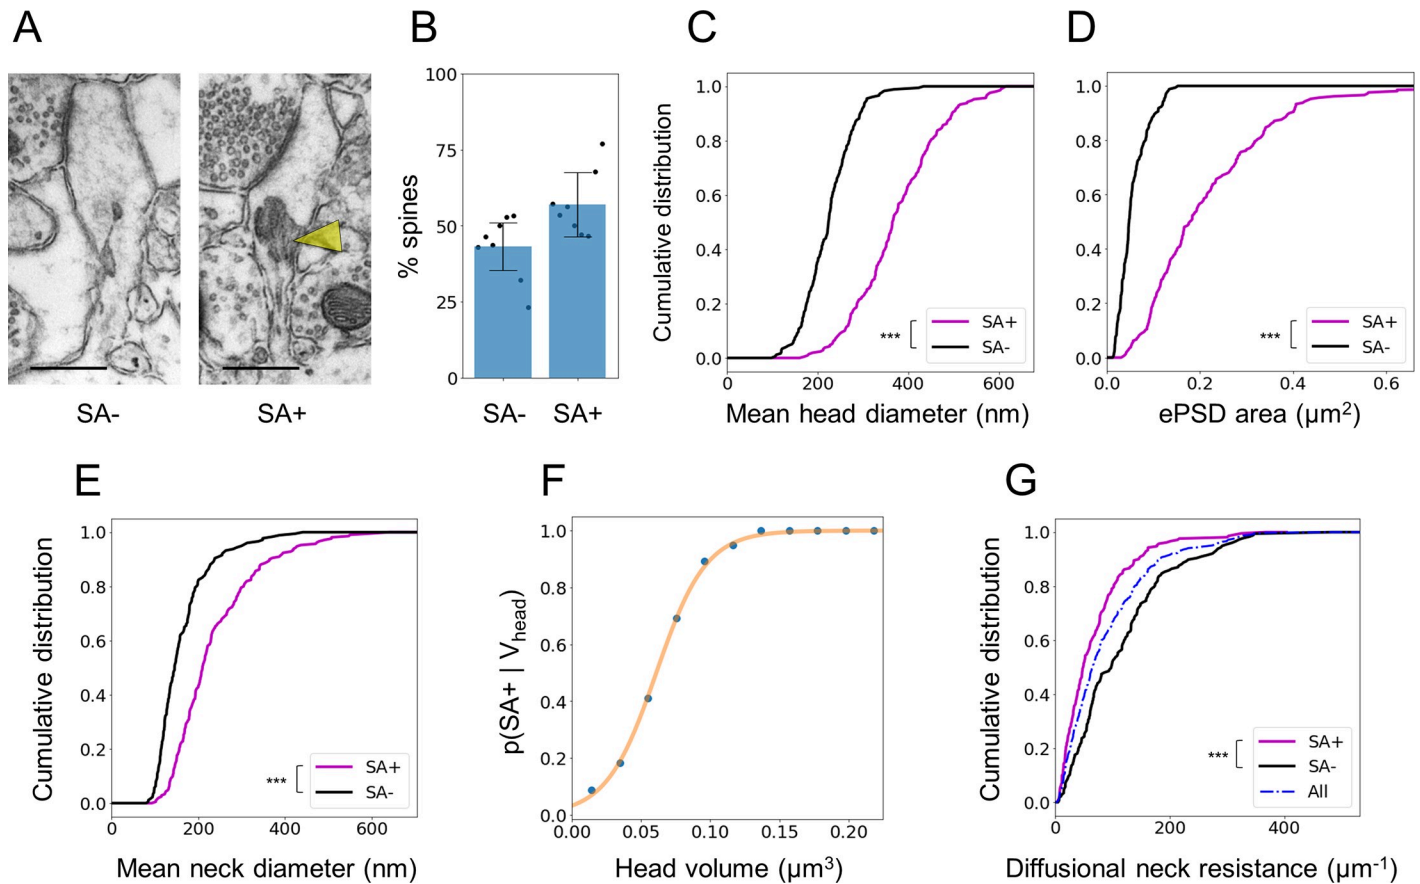 A
SA-
SA+
B
% spines
100
75
50
25
0
SA-
SA+
C
Cumulative distribution
1.0
0.8
0.6
0.4
0.2
0.0
***
SA+
SA-
0
200
400
600
Mean head diameter (nm)
D
1.0
0.8
0.6
0.4
0.2
0.0
***
SA+
SA-
0.0
0.2
0.4
0.6
ePSD area (µm²)
E
Cumulative distribution
1.0
0.8
0.6
0.4
0.2
0.0
***
SA+
SA-
0
200
400
600
Mean neck diameter (nm)
F
p(SA+ | Vhead)
1.0
0.8
0.6
0.4
0.2
0.0
0.00
0.05
0.10
0.15
0.20
Head volume (µm³)
G
Cumulative distribution
1.0
0.8
0.6
0.4
0.2
0.0
***
SA+
SA-
All
0
200
400
Diffusional neck resistance (µm⁻¹)